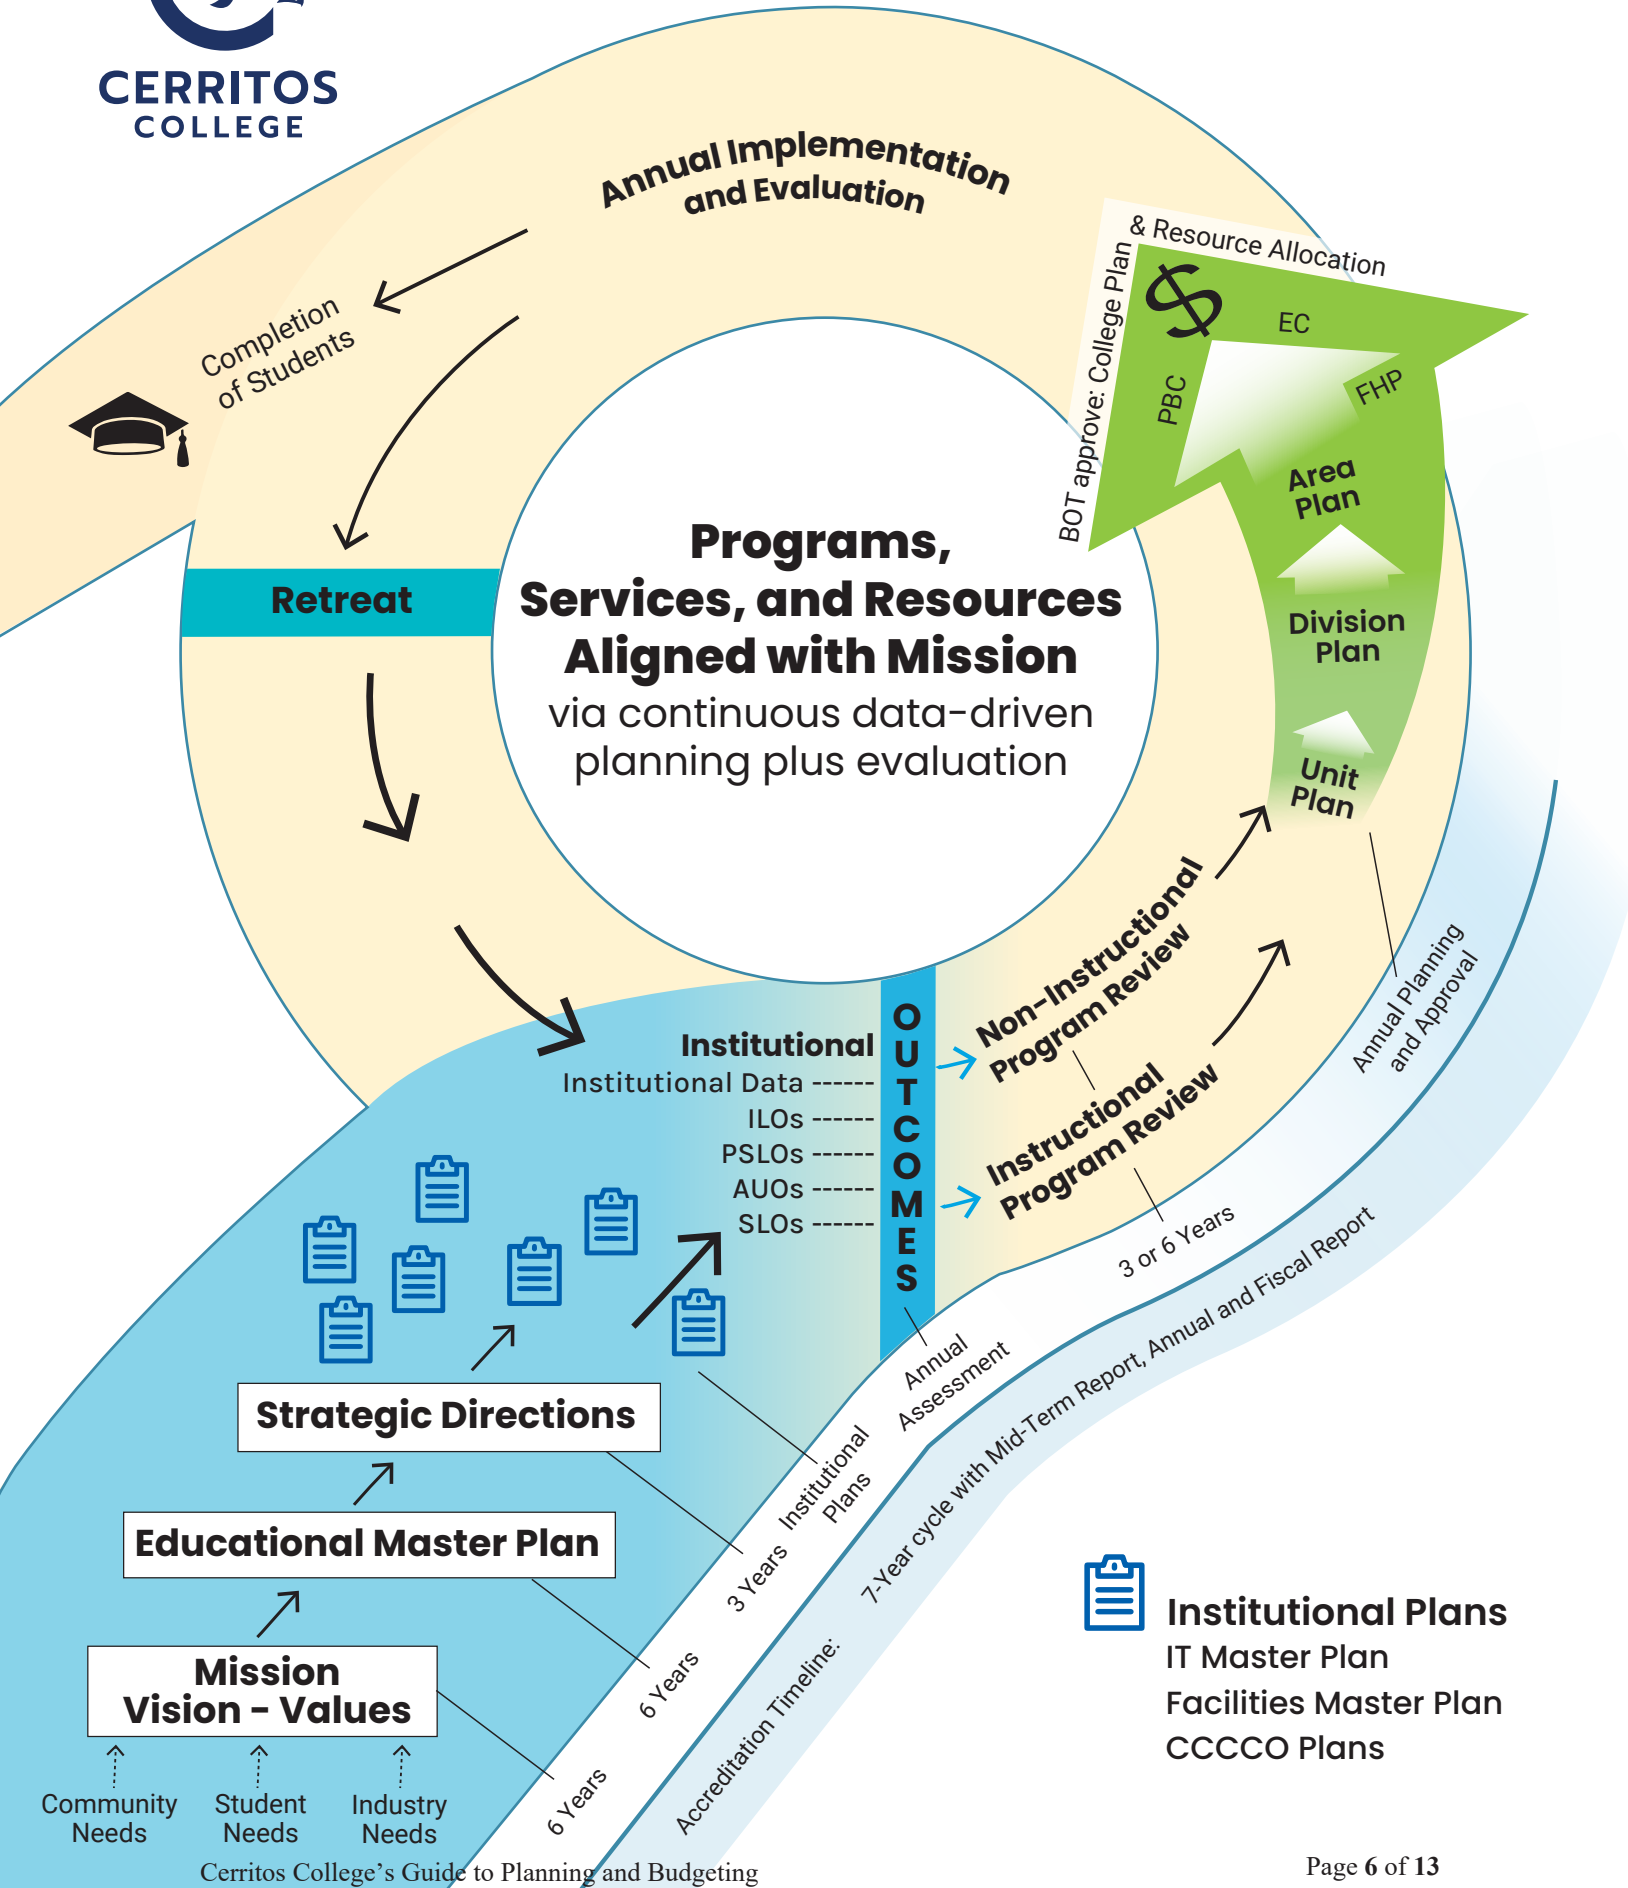 CERRITOS
COLLEGE
Annual Implementation
and Evaluation
& Resource Allocation
BOT approve: College Plan
$
EC
PBC
FHP
Completion
of Students
Area
Plan
Retreat
Programs,
Services, and Resources
Aligned with Mission
via continuous data-driven
planning plus evaluation
Division
Plan
Unit
Plan
Non-Instructional
Program Review
Instructional
Program Review
Annual Planning
and Approval
OUTCOMES
Institutional
Institutional Data ------
ILOs ------
PSLOs ------
AUOs ------
SLOs ------
3 or 6 Years
Annual
Assessment
Institutional
Plans
Strategic Directions
3 Years
Educational Master Plan
6 Years
Mission
Vision - Values
6 Years
Community
Needs
Student
Needs
Industry
Needs
Accreditation Timeline:
7-Year cycle with Mid-Term Report, Annual and Fiscal Report
Institutional Plans
IT Master Plan
Facilities Master Plan
CCCCO Plans
Cerritos College's Guide to Planning and Budgeting
Page 6 of 13